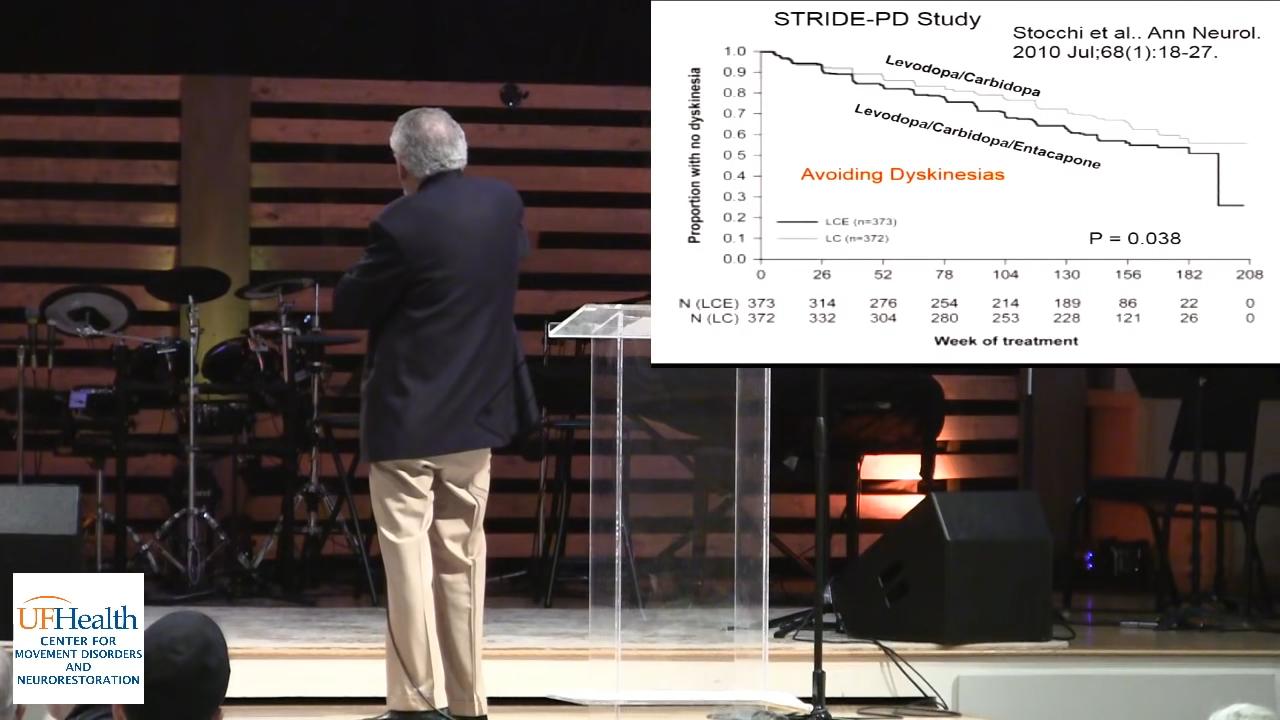 STRIDE-PD Study
Stocchi et al.. Ann Neurol.
2010 Jul;68(1):18-27.
Proportion with no dyskinesia
1.0
0.9
0.8
0.7
0.6
0.5
0.4
0.3
0.2
0.1
0.0
Levodopa/Carbidopa
Levodopa/Carbidopa/Entacapone
Avoiding Dyskinesias
LCE (n=373)
LC (n=372)
P = 0.038
0 26 52 78 104 130 156 182 208
N (LCE) 373 314 276 254 214 189 86 22 0
N (LC) 372 332 304 280 253 228 121 26 0
Week of treatment
UFHealth
CENTER FOR
MOVEMENT DISORDERS
AND
NEURORESTORATION